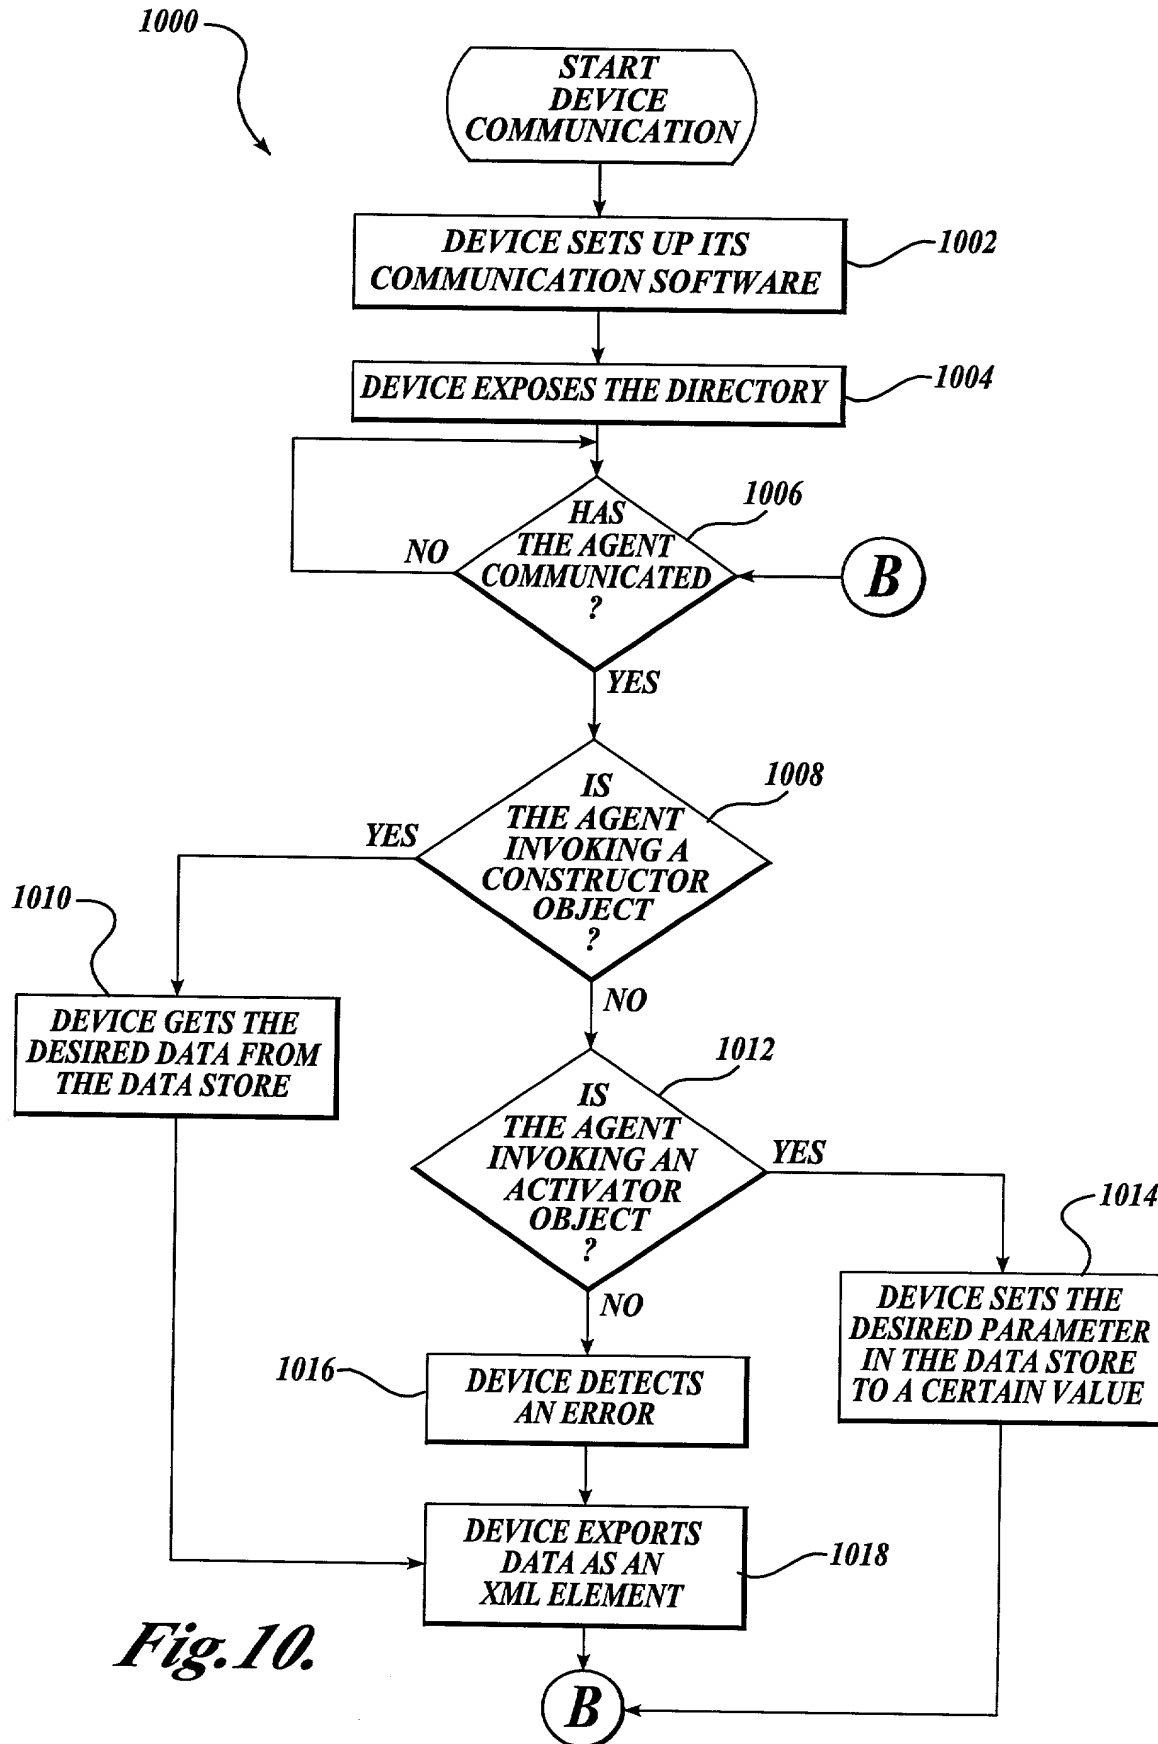 1000
START
DEVICE
COMMUNICATION
DEVICE SETS UP ITS
COMMUNICATION SOFTWARE
1002
DEVICE EXPOSES THE DIRECTORY
1004
HAS
THE AGENT
COMMUNICATED
?
1006
NO
B
YES
IS
THE AGENT
INVOKING A
CONSTRUCTOR
OBJECT
?
1008
YES
1010
DEVICE GETS THE
DESIRED DATA FROM
THE DATA STORE
NO
IS
THE AGENT
INVOKING AN
ACTIVATOR
OBJECT
?
1012
YES
1014
DEVICE SETS THE
DESIRED PARAMETER
IN THE DATA STORE
TO A CERTAIN VALUE
NO
1016
DEVICE DETECTS
AN ERROR
DEVICE EXPORTS
DATA AS AN
XML ELEMENT
1018
Fig.10.
B